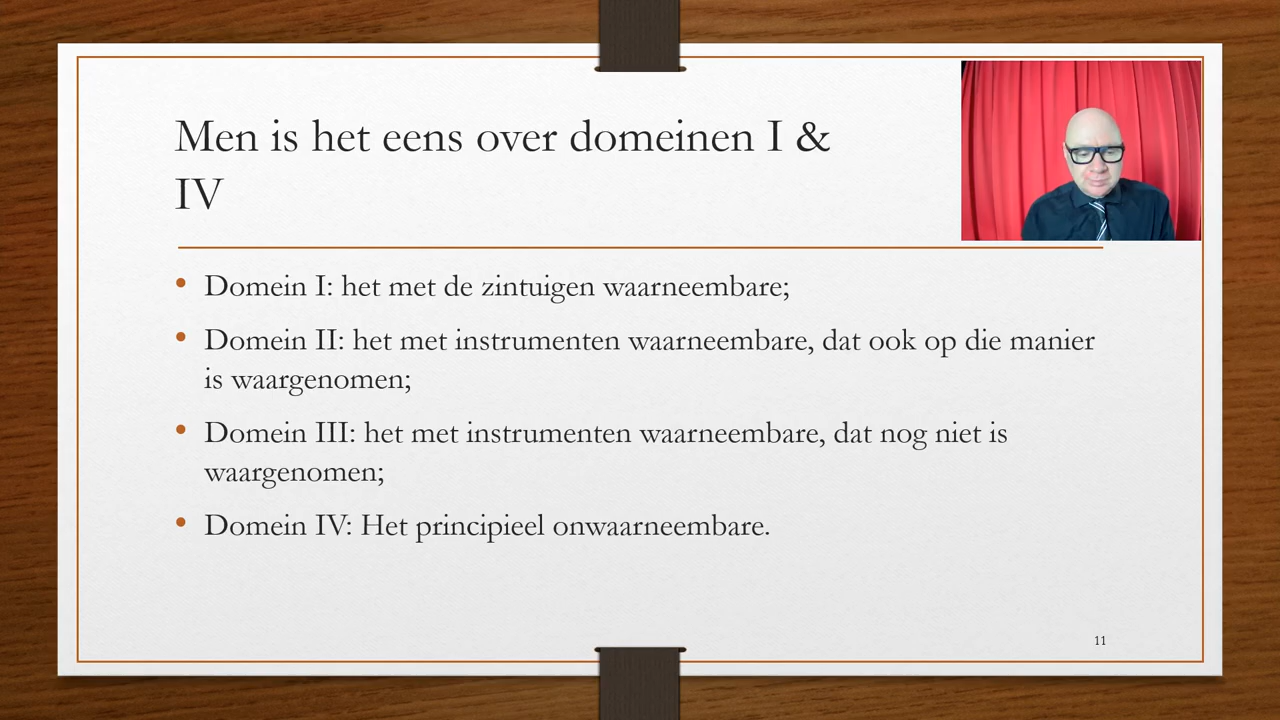 Men is het eens over domeinen I &
IV
• Domein I: het met de zintuigen waarneembare;
• Domein II: het met instrumenten waarneembare, dat ook op die manier
is waargenomen;
• Domein III: het met instrumenten waarneembare, dat nog niet is
waargenomen;
• Domein IV: Het principieel onwaarneembare.
11